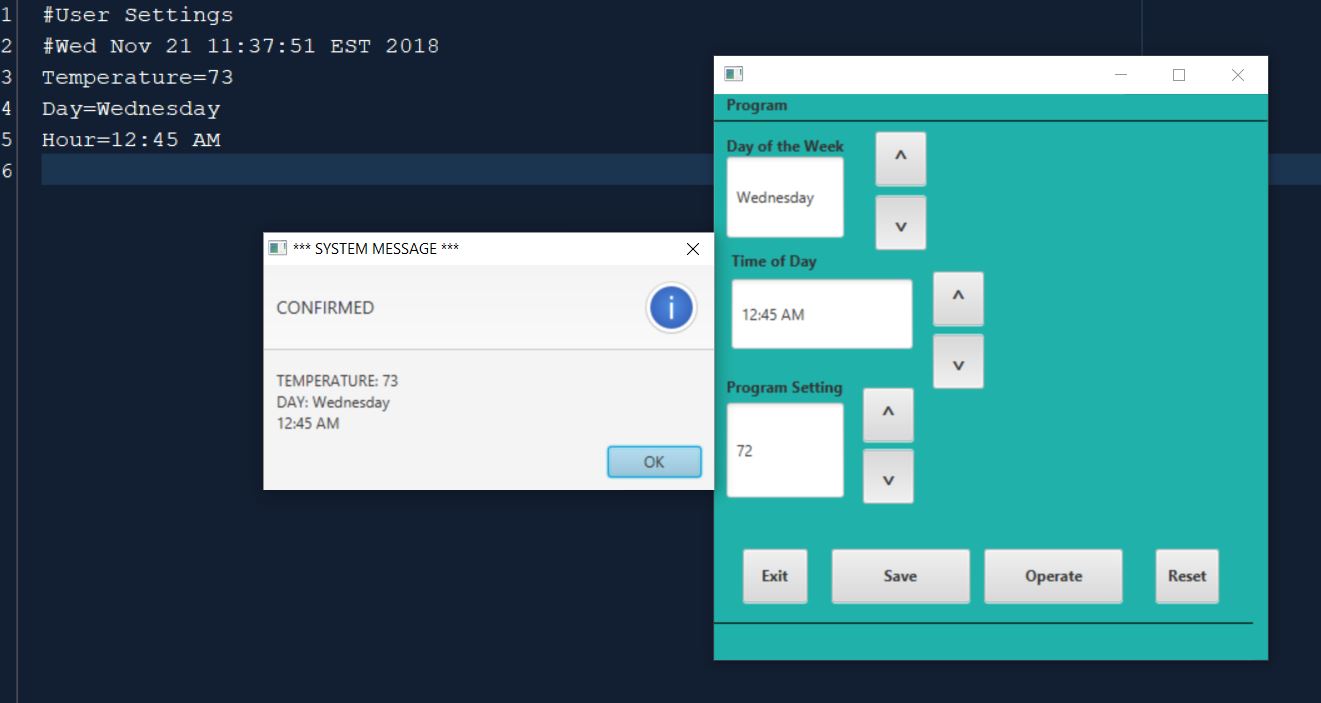 1 #User Settings
2 #Wed Nov 21 11:37:51 EST 2018
3 Temperature=73
4 Day=Wednesday
5 Hour=12:45 AM
6
*** SYSTEM MESSAGE ***
CONFIRMED
i
TEMPERATURE: 73
DAY: Wednesday
12:45 AM
OK
Program
Day of the Week
^
Wednesday
v
Time of Day
^
12:45 AM
v
Program Setting
^
72
v
Exit Save Operate Reset